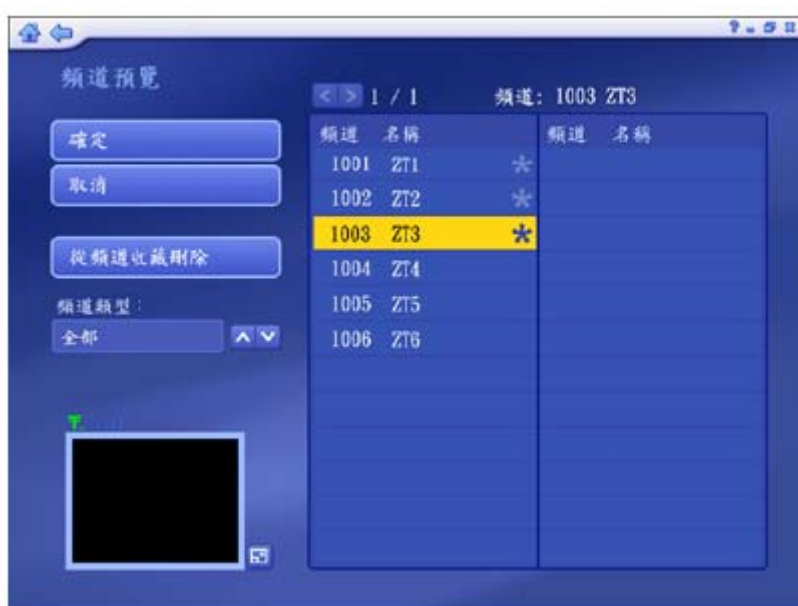 頻道預覽
確定
取消
從頻道收藏刪除
頻道類型：
全部
< > 1 / 1 頻道: 1003 ZT3
頻道 名稱 頻道 名稱
1001 ZT1 *
1002 ZT2 *
1003 ZT3 *
1004 ZT4
1005 ZT5
1006 ZT6